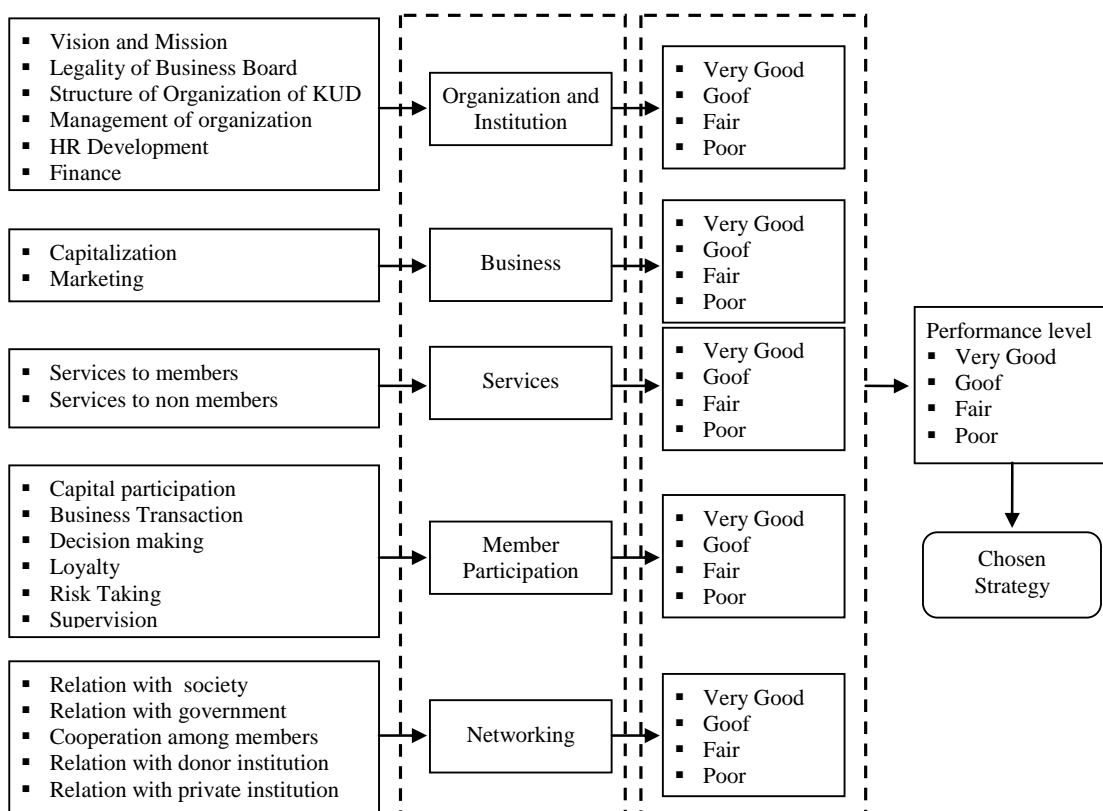 Vision and Mission
Legality of Business Board
Structure of Organization of KUD
Management of organization
HR Development
Finance
Organization and
Institution
Very Good
Goof
Fair
Poor
Capitalization
Marketing
Business
Very Good
Goof
Fair
Poor
Services to members
Services to non members
Services
Very Good
Goof
Fair
Poor
Performance level
Very Good
Goof
Fair
Poor
Capital participation
Business Transaction
Decision making
Loyalty
Risk Taking
Supervision
Member
Participation
Very Good
Goof
Fair
Poor
Chosen
Strategy
Relation with society
Relation with government
Cooperation among members
Relation with donor institution
Relation with private institution
Networking
Very Good
Goof
Fair
Poor